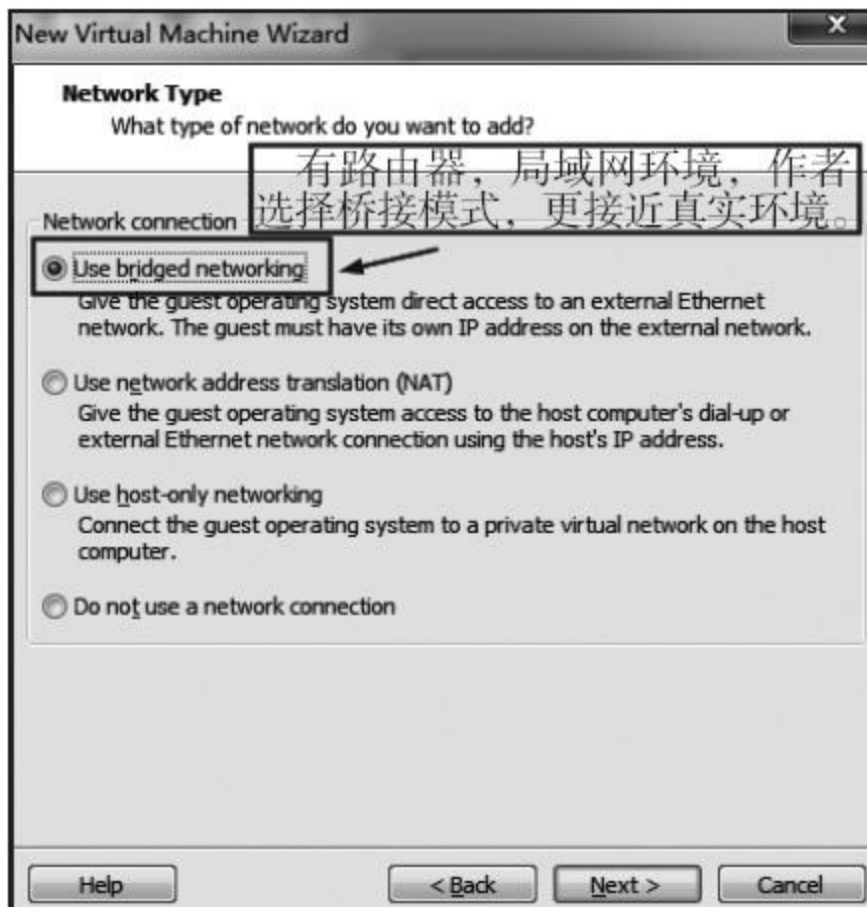 New Virtual Machine Wizard
Network Type
What type of network do you want to add?
有路由器，局域网环境，作者
选择桥接模式，更接近真实环境。
Network connection
Use bridged networking
Give the guest operating system direct access to an external Ethernet
network. The guest must have its own IP address on the external network.
Use network address translation (NAT)
Give the guest operating system access to the host computer's dial-up or
external Ethernet network connection using the host's IP address.
Use host-only networking
Connect the guest operating system to a private virtual network on the host
computer.
Do not use a network connection
Help
< Back
Next >
Cancel